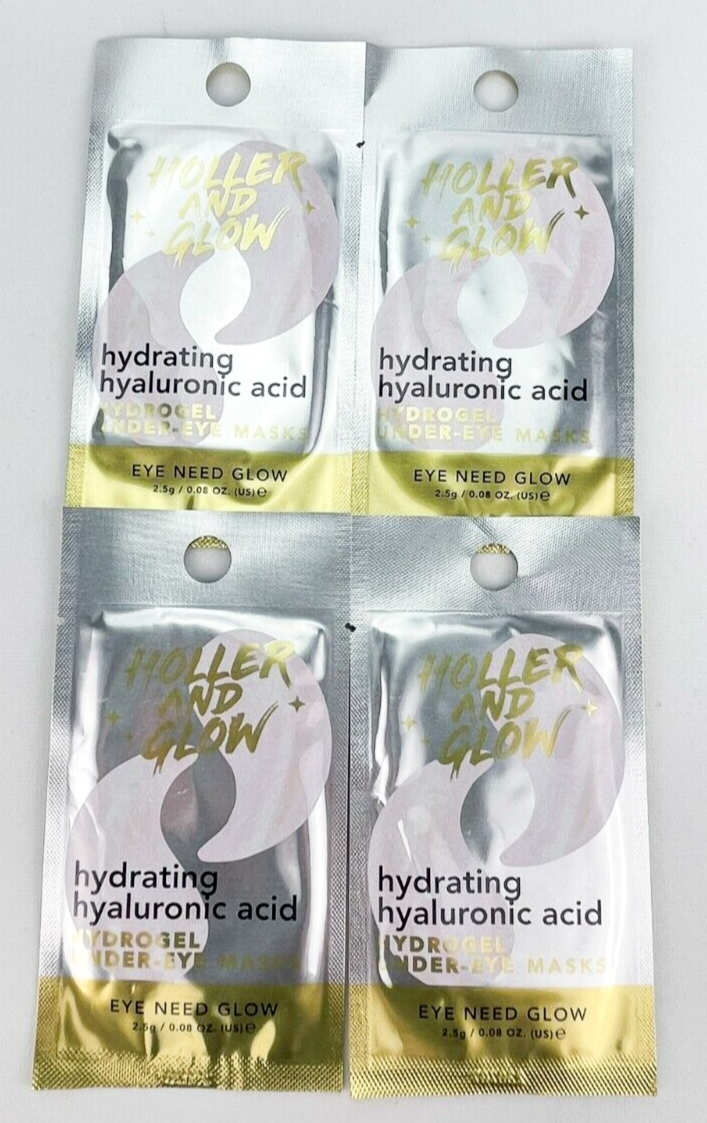 HOLLER
AND
GLOW
hydrating
hyaluronic acid
HYDROGEL
UNDER-EYE MASKS
EYE NEED GLOW
2.5g / 0.08 OZ. (US) ℮
HOLLER
AND
GLOW
hydrating
hyaluronic acid
HYDROGEL
UNDER-EYE MASKS
EYE NEED GLOW
2.5g / 0.08 OZ. (US) ℮
HOLLER
AND
GLOW
hydrating
hyaluronic acid
HYDROGEL
UNDER-EYE MASKS
EYE NEED GLOW
2.5g / 0.08 OZ. (US) ℮
HOLLER
AND
GLOW
hydrating
hyaluronic acid
HYDROGEL
UNDER-EYE MASKS
EYE NEED GLOW
2.5g / 0.08 OZ. (US) ℮